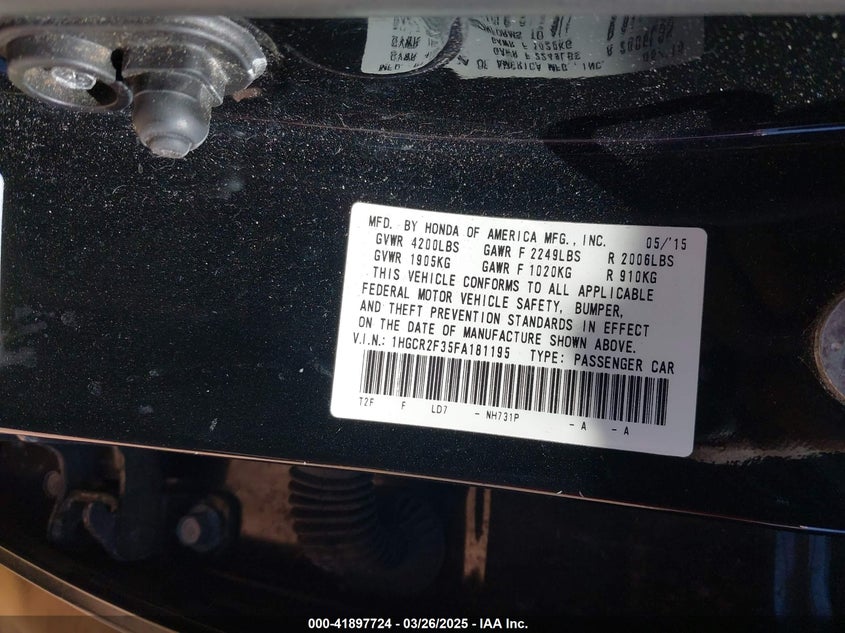 MFD. BY HONDA OF AMERICA MFG., INC. 05/'15
GVWR 4200LBS GAWR F 2249LBS R 2006LBS
GVWR 1905KG GAWR F 1020KG R 910KG
THIS VEHICLE CONFORMS TO ALL APPLICABLE
FEDERAL MOTOR VEHICLE SAFETY, BUMPER,
AND THEFT PREVENTION STANDARDS IN EFFECT
ON THE DATE OF MANUFACTURE SHOWN ABOVE.
V.I.N.: 1HGCR2F35FA181195 TYPE: PASSENGER CAR
T2F F LD7 - NH731P - A - A
000-41897724 - 03/26/2025 - IAA Inc.